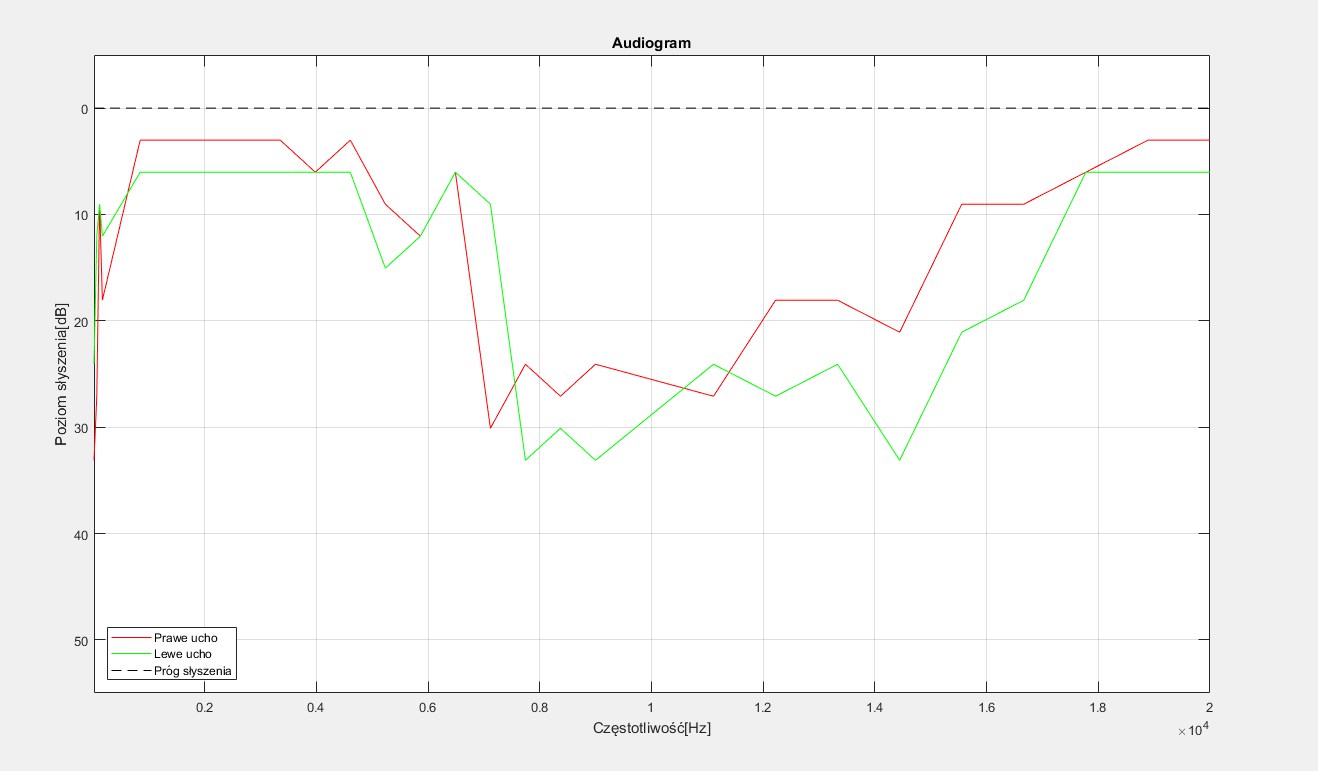 Audiogram
Poziom słyszenia[dB]
0
10
20
30
40
50
Prawe ucho
Lewe ucho
Próg słyszenia
0.2 0.4 0.6 0.8 1 1.2 1.4 1.6 1.8 2
Częstotliwość[Hz]
×10⁴